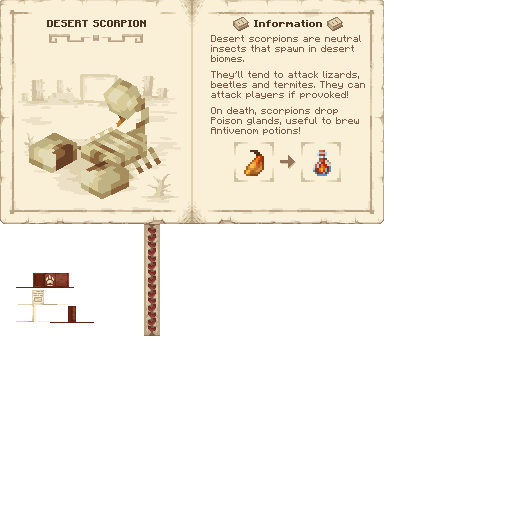 DESERT SCORPION
Information
Desert scorpions are neutral
insects that spawn in desert
biomes.
They'll tend to attack lizards,
beetles and termites. They can
attack players if provoked!
On death, scorpions drop
Poison glands, useful to brew
Antivenom potions!